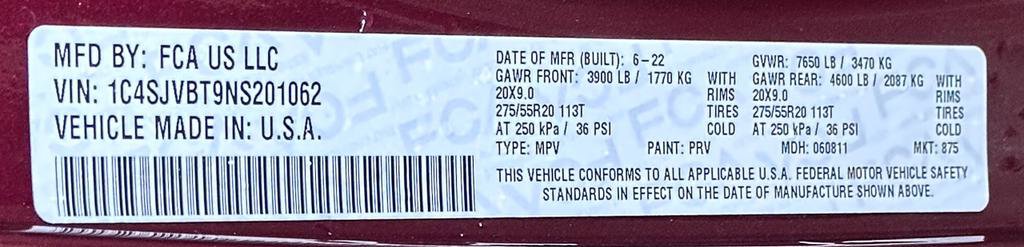 MFD BY: FCA US LLC
VIN: 1C4SJVBT9NS201062
VEHICLE MADE IN: U.S.A.
DATE OF MFR (BUILT): 6-22 GVWR: 7650 LB / 3470 KG
GAWR FRONT: 3900 LB / 1770 KG WITH GAWR REAR: 4600 LB / 2087 KG WITH
20X9.0 RIMS 20X9.0 RIMS
275/55R20 113T TIRES 275/55R20 113T TIRES
AT 250 kPa / 36 PSI COLD AT 250 kPa / 36 PSI COLD
TYPE: MPV PAINT: PRV MDH: 060811 MKT: 875
THIS VEHICLE CONFORMS TO ALL APPLICABLE U.S.A. FEDERAL MOTOR VEHICLE SAFETY
STANDARDS IN EFFECT ON THE DATE OF MANUFACTURE SHOWN ABOVE.